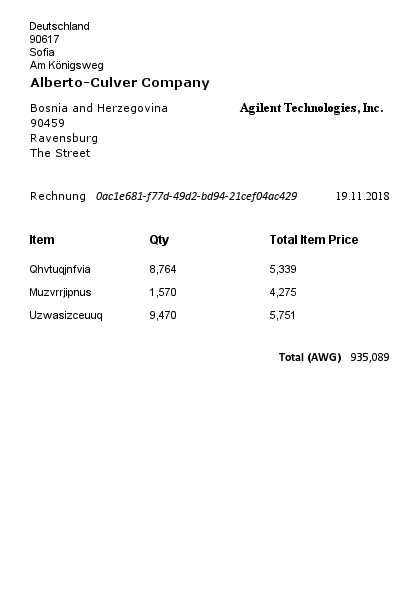 Deutschland
90617
Sofia
Am Königsweg
Alberto-Culver Company
Bosnia and Herzegovina Agilent Technologies, Inc.
90459
Ravensburg
The Street
Rechnung 0ac1e681-f77d-49d2-bd94-21cef04ac429 19.11.2018
Item Qty Total Item Price
Qhvtuqjnfvia 8,764 5,339
Muzvrrjipnus 1,570 4,275
Uzwasizceuuq 9,470 5,751
Total (AWG) 935,089